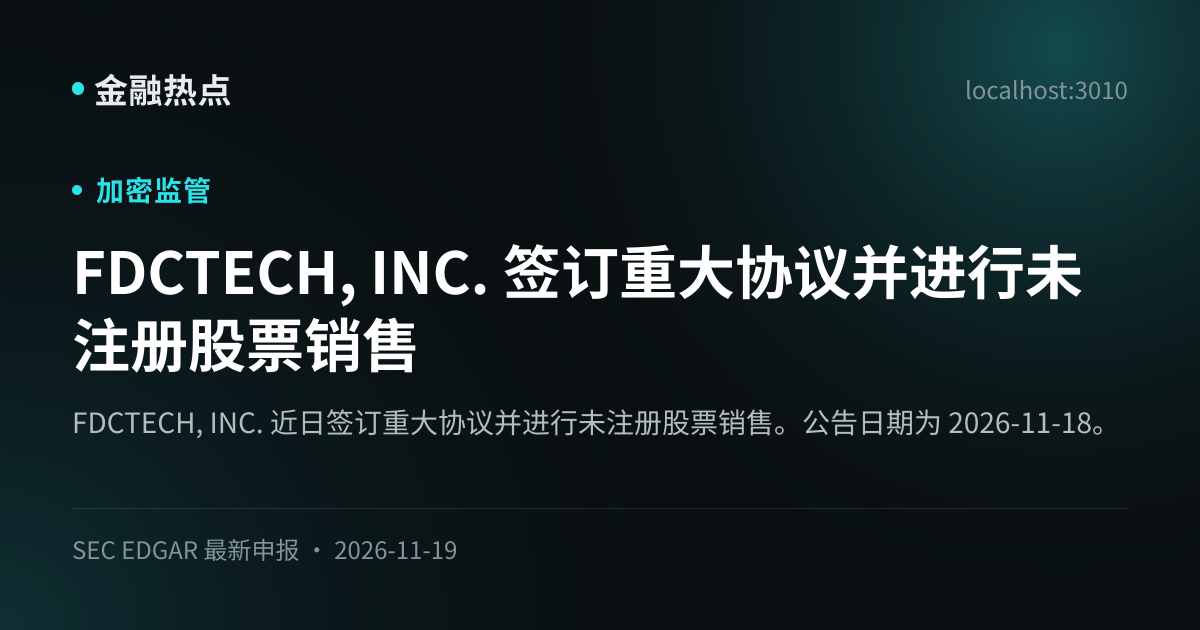 金融热点
localhost:3010
加密监管
FDCTECH, INC. 签订重大协议并进行未
注册股票销售
FDCTECH, INC. 近日签订重大协议并进行未注册股票销售。公告日期为 2026-11-18。
SEC EDGAR 最新申报 · 2026-11-19